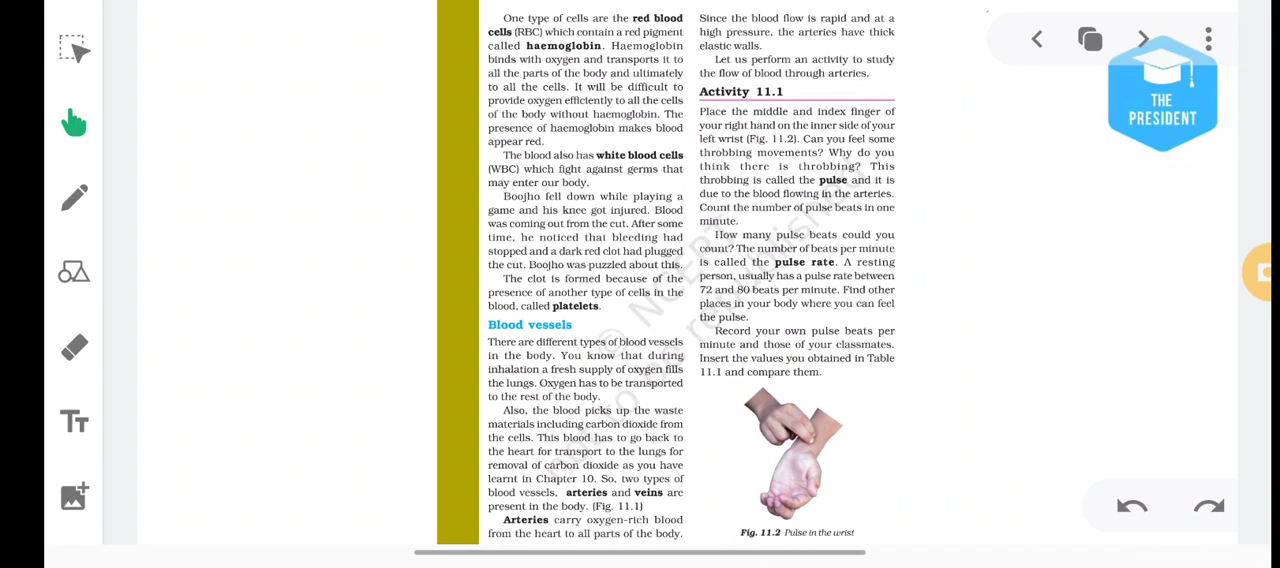 One type of cells are the red blood
cells (RBC) which contain a red pigment
called haemoglobin. Haemoglobin
binds with oxygen and transports it to
all the parts of the body and ultimately
to all the cells. It will be difficult to
provide oxygen efficiently to all the cells
of the body without haemoglobin. The
presence of haemoglobin makes blood
appear red.
The blood also has white blood cells
(WBC) which fight against germs that
may enter our body.
Boojho fell down while playing a
game and his knee got injured. Blood
was coming out from the cut. After some
time, he noticed that bleeding had
stopped and a dark red clot had plugged
the cut. Boojho was puzzled about this.
The clot is formed because of the
presence of another type of cells in the
blood, called platelets.
Blood vessels
There are different types of blood vessels
in the body. You know that during
inhalation a fresh supply of oxygen fills
the lungs. Oxygen has to be transported
to the rest of the body.
Also, the blood picks up the waste
materials including carbon dioxide from
the cells. This blood has to go back to
the heart for transport to the lungs for
removal of carbon dioxide as you have
learnt in Chapter 10. So, two types of
blood vessels, arteries and veins are
present in the body. (Fig. 11.1)
Arteries carry oxygen-rich blood
from the heart to all parts of the body.
Since the blood flow is rapid and at a
high pressure, the arteries have thick
elastic walls.
Let us perform an activity to study
the flow of blood through arteries.
Activity 11.1
Place the middle and index finger of
your right hand on the inner side of your
left wrist (Fig. 11.2). Can you feel some
throbbing movements? Why do you
think there is throbbing? This
throbbing is called the pulse and it is
due to the blood flowing in the arteries.
Count the number of pulse beats in one
minute.
How many pulse beats could you
count? The number of beats per minute
is called the pulse rate. A resting
person, usually has a pulse rate between
72 and 80 beats per minute. Find other
places in your body where you can feel
the pulse.
Record your own pulse beats per
minute and those of your classmates.
Insert the values you obtained in Table
11.1 and compare them.
Fig. 11.2 Pulse in the wrist
© NCERT
not to be republished
THE
PRESIDENT
TT